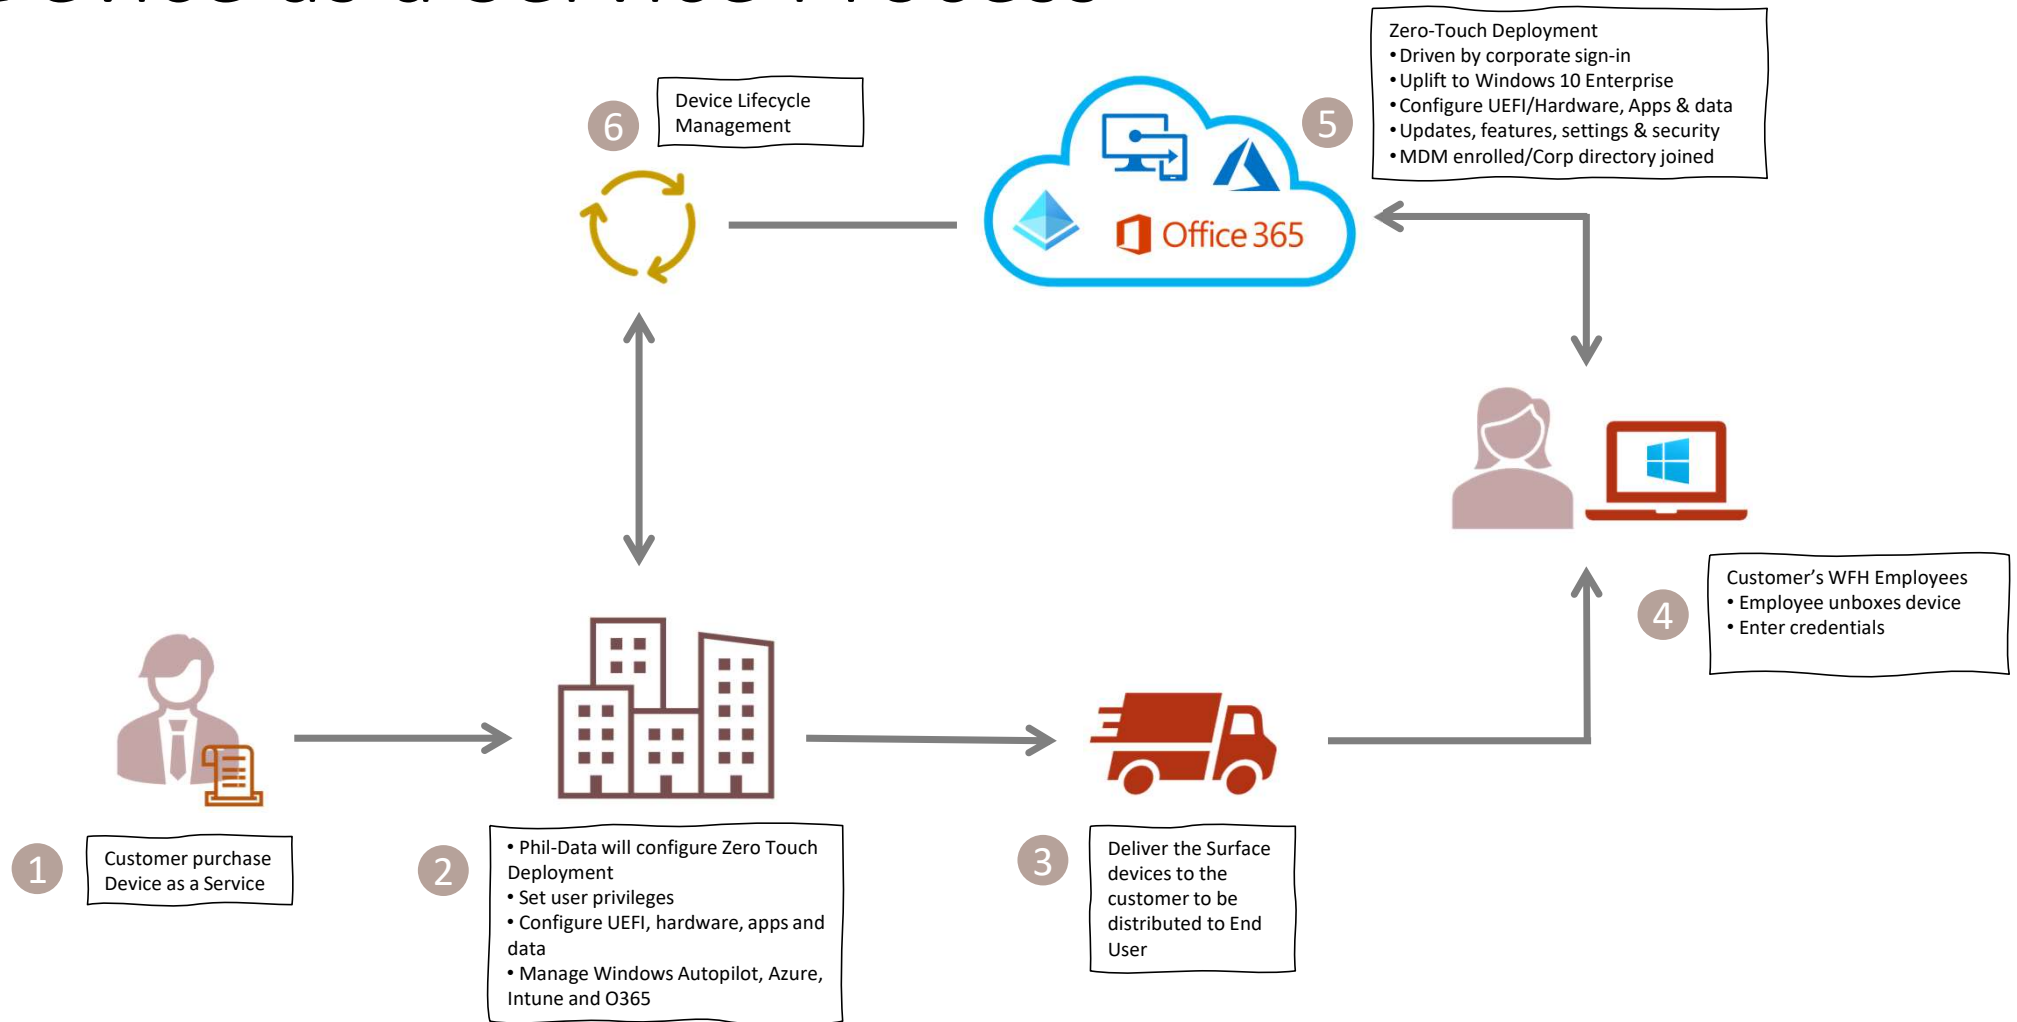 Device as a Service Process
6
Device Lifecycle
Management
Office 365
5
Zero-Touch Deployment
•Driven by corporate sign-in
•Uplift to Windows 10 Enterprise
•Configure UEFI/Hardware, Apps & data
•Updates, features, settings & security
•MDM enrolled/Corp directory joined
4
Customer’s WFH Employees
• Employee unboxes device
• Enter credentials
1
Customer purchase
Device as a Service
2
• Phil-Data will configure Zero Touch
Deployment
• Set user privileges
• Configure UEFI, hardware, apps and
data
• Manage Windows Autopilot, Azure,
Intune and O365
3
Deliver the Surface
devices to the
customer to be
distributed to End
User